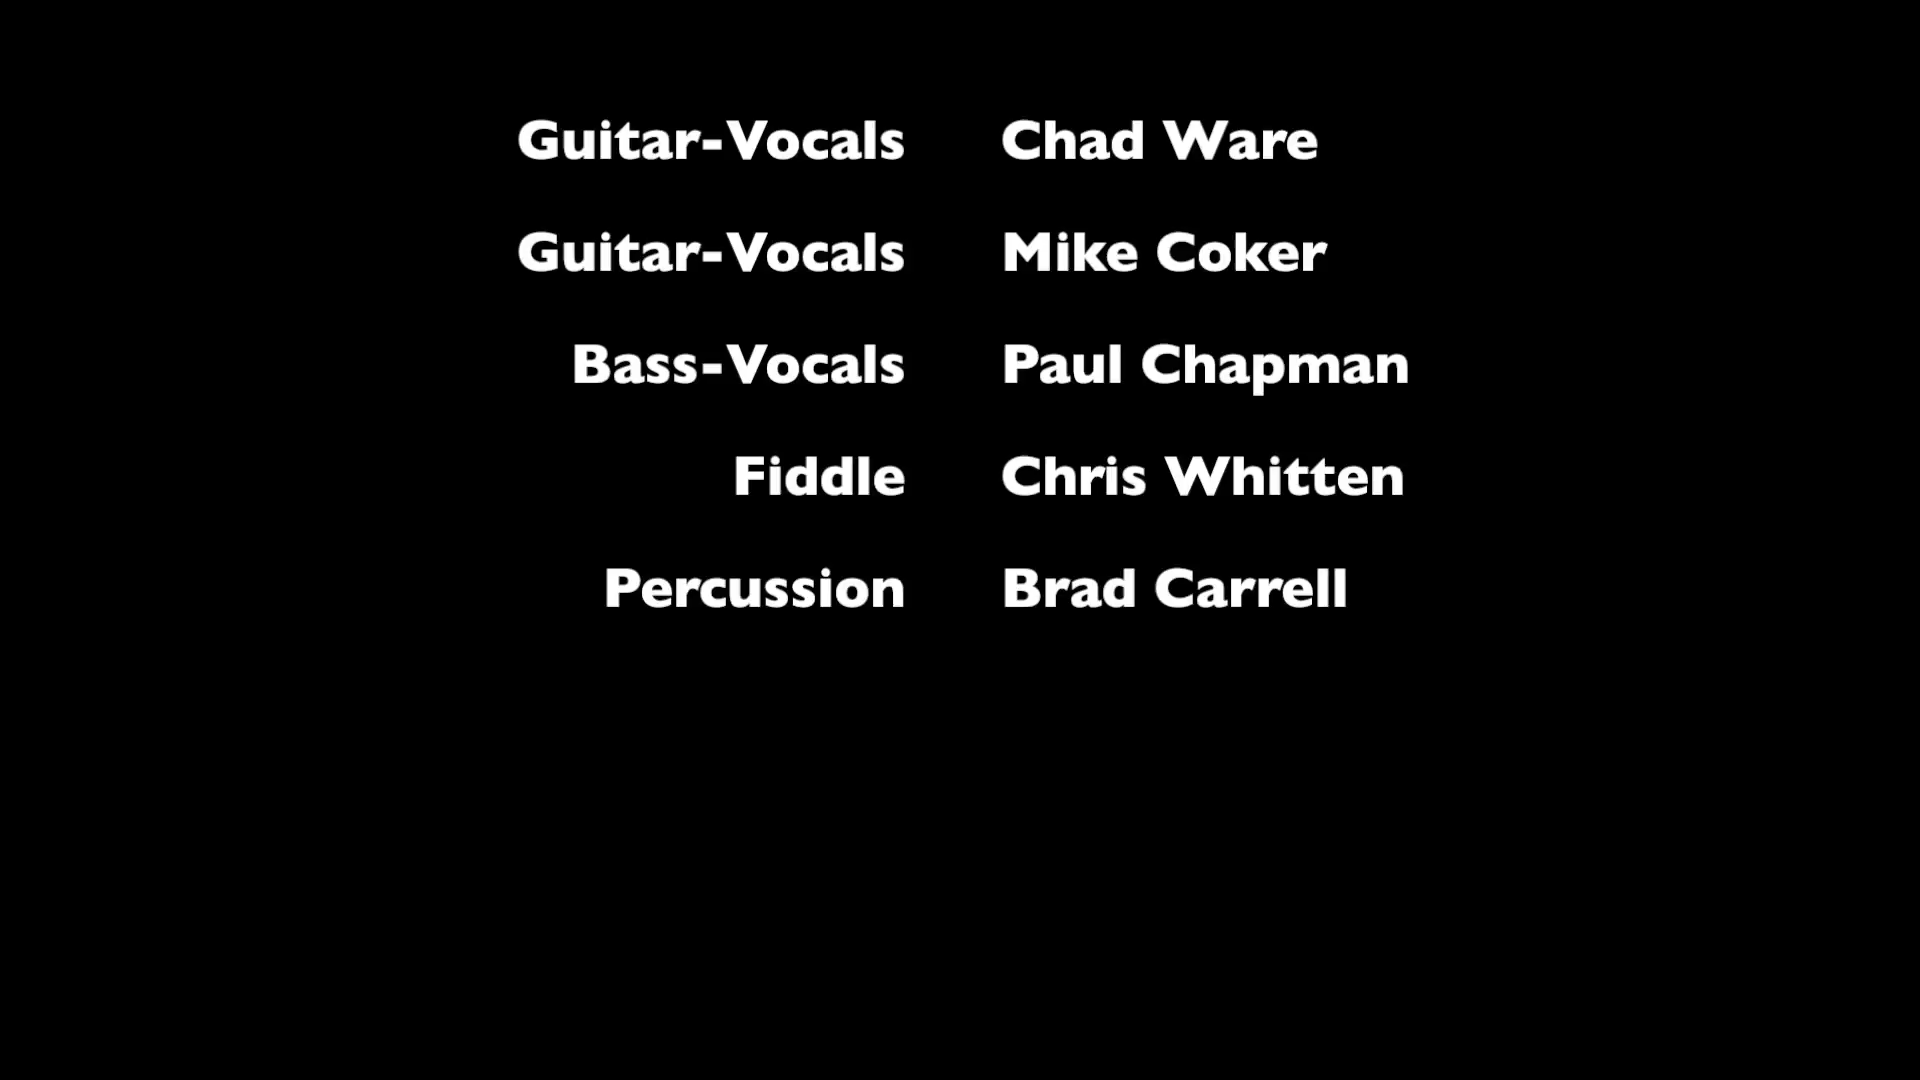 Guitar-Vocals Chad Ware
Guitar-Vocals Mike Coker
Bass-Vocals Paul Chapman
Fiddle Chris Whitten
Percussion Brad Carrell